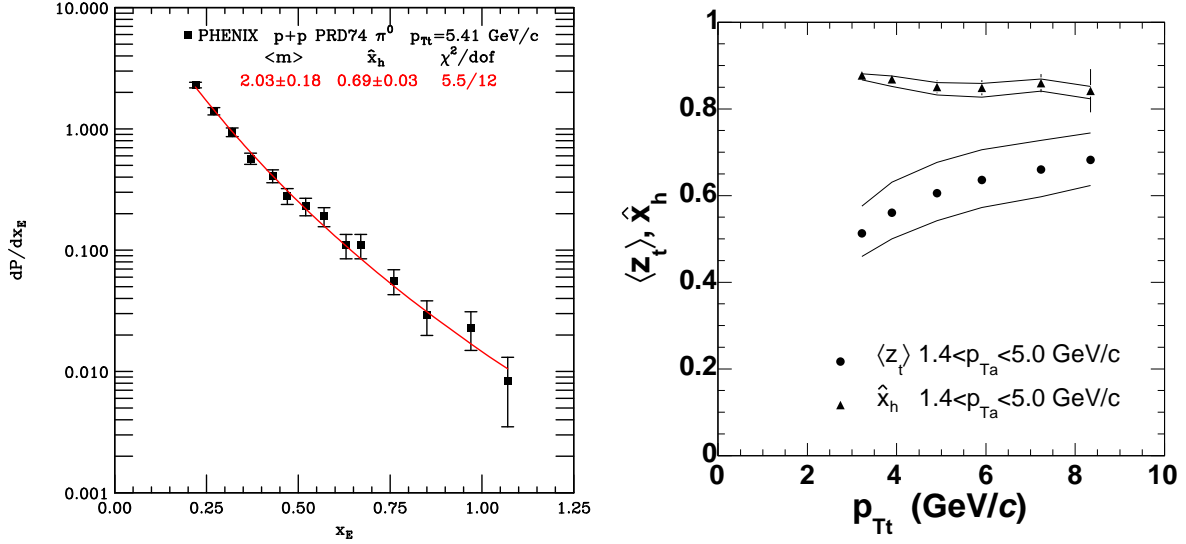 PHENIX p+p PRD74 π⁰ p_Tt=5.41 GeV/c
<m> x̂_h χ²/dof
2.03±0.18 0.69±0.03 5.5/12
10.000
1.000
0.100
0.010
0.001
dP/dx_E
0.00 0.25 0.50 0.75 1.00 1.25
x_E
1
0.8
0.6
0.4
0.2
0
⟨z_t⟩, x̂_h
⟨z_t⟩ 1.4<p_Ta<5.0 GeV/c
x̂_h 1.4<p_Ta<5.0 GeV/c
0 2 4 6 8 10
p_Tt (GeV/c)